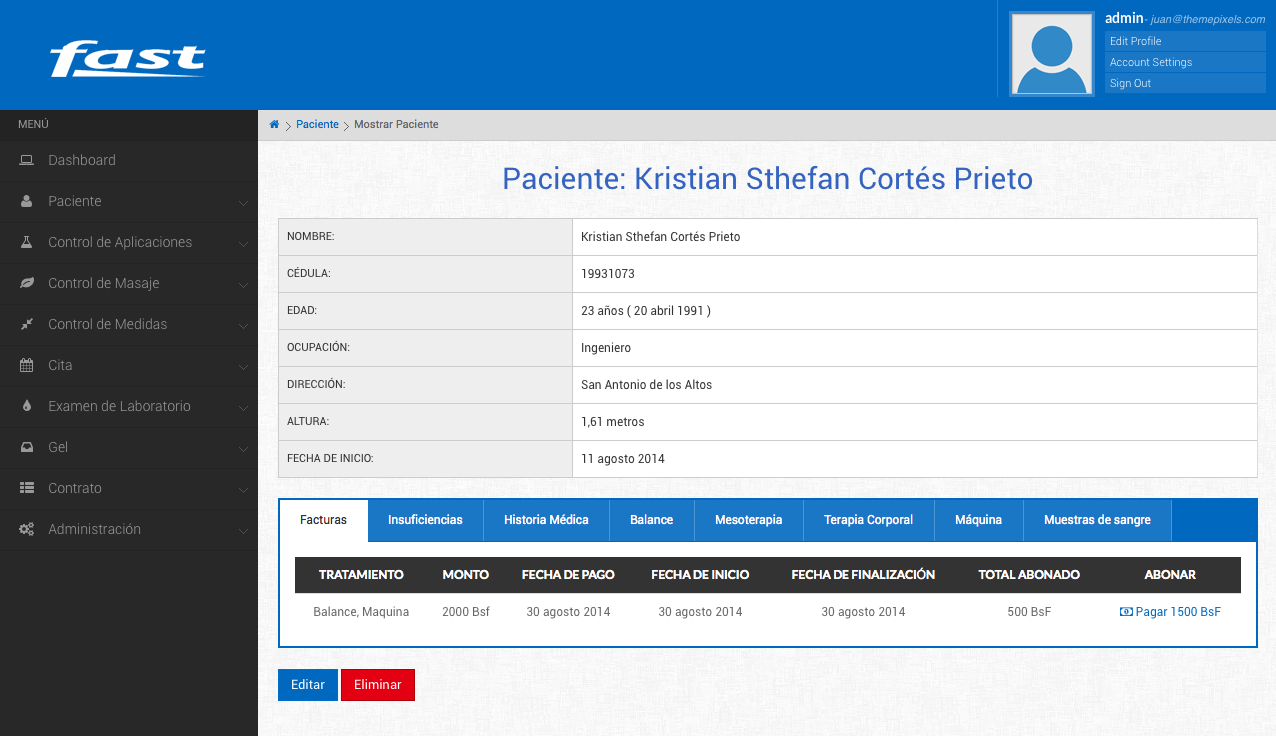 fast
admin - juan@themepixels.com
Edit Profile
Account Settings
Sign Out
MENÚ
Dashboard
Paciente
Control de Aplicaciones
Control de Masaje
Control de Medidas
Cita
Examen de Laboratorio
Gel
Contrato
Administración
Paciente Mostrar Paciente
Paciente: Kristian Sthefan Cortés Prieto
NOMBRE: Kristian Sthefan Cortés Prieto
CÉDULA: 19931073
EDAD: 23 años ( 20 abril 1991 )
OCUPACIÓN: Ingeniero
DIRECCIÓN: San Antonio de los Altos
ALTURA: 1,61 metros
FECHA DE INICIO: 11 agosto 2014
Facturas Insuficiencias Historia Médica Balance Mesoterapia Terapia Corporal Máquina Muestras de sangre
TRATAMIENTO MONTO FECHA DE PAGO FECHA DE INICIO FECHA DE FINALIZACIÓN TOTAL ABONADO ABONAR
Balance, Maquina 2000 Bsf 30 agosto 2014 30 agosto 2014 30 agosto 2014 500 BsF Pagar 1500 BsF
Editar Eliminar